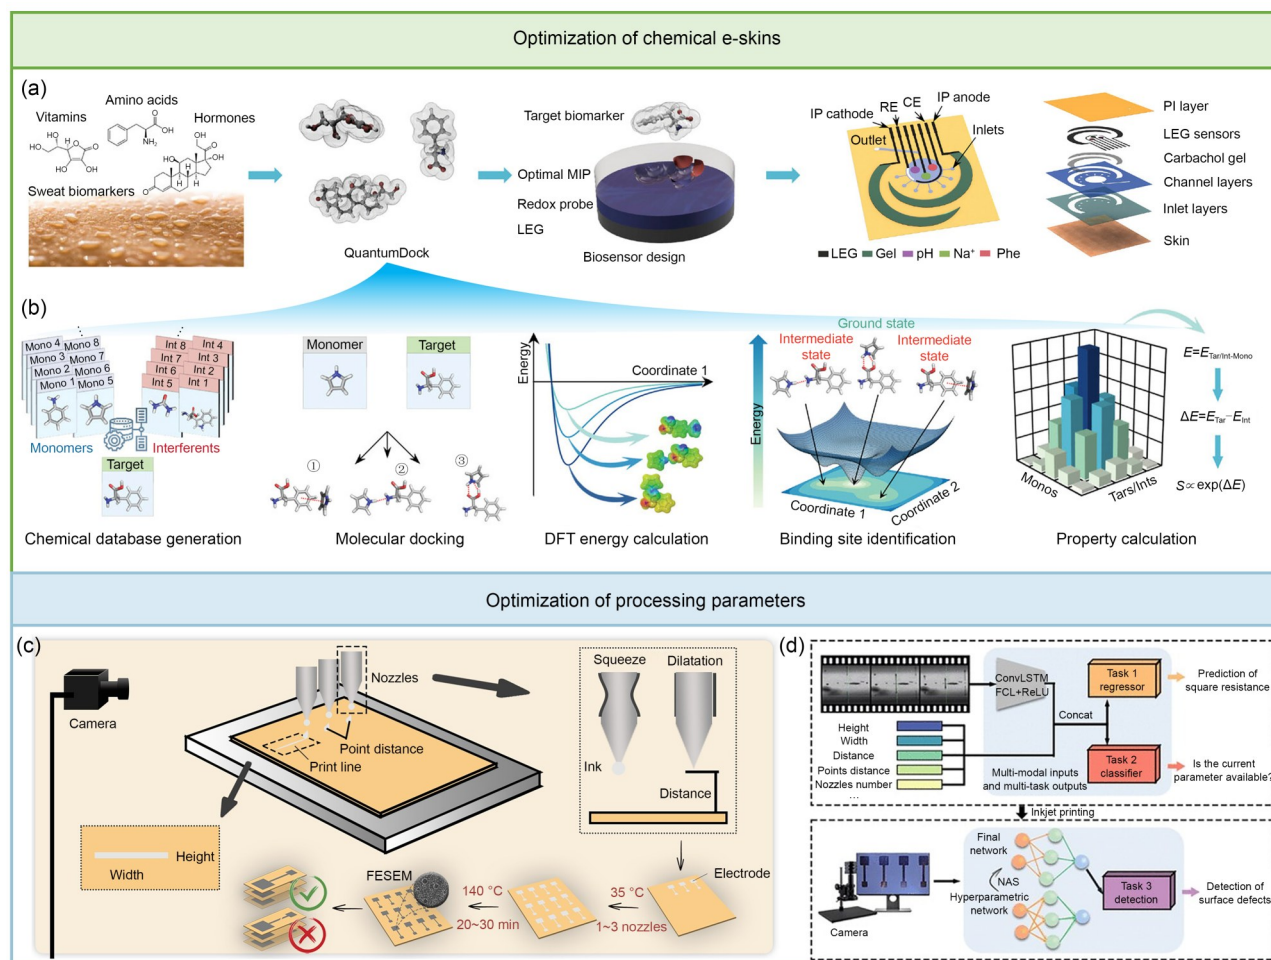 Optimization of chemical e-skins
(a)
Vitamins
Amino acids
Hormones
Sweat biomarkers
QuantumDock
Target biomarker
Optimal MIP
Redox probe
LEG
Biosensor design
IP cathode
RE
CE
IP anode
Outlet
Inlets
LEG Gel pH Na⁺ Phe
PI layer
LEG sensors
Carbachol gel
Channel layers
Inlet layers
Skin
(b)
Mono 4 Mono 8
Mono 3 Mono 7
Mono 2 Mono 6
Mono 1 Mono 5
Int 8 Int 4
Int 7 Int 3
Int 6 Int 2
Int 5 Int 1
Monomers
Interferents
Target
Chemical database generation
Monomer
Target
①
②
③
Molecular docking
Energy
Coordinate 1
DFT energy calculation
Ground state
Intermediate
state
Intermediate
state
Energy
Coordinate 1
Coordinate 2
Binding site identification
Monos
Tars/Ints
E=E_Tar/Int-Mono
ΔE=E_Tar−E_Int
S∝exp(ΔE)
Property calculation
Optimization of processing parameters
(c)
Camera
Nozzles
Point distance
Print line
Squeeze
Dilatation
Ink
Distance
Height
Width
FESEM
140 °C
20~30 min
35 °C
1~3 nozzles
Electrode
(d)
ConvLSTM
FCL+ReLU
Height
Width
Distance
Points distance
Nozzles number
...
Concat
Multi-modal inputs
and multi-task outputs
Task 1
regressor
Task 2
classifier
Prediction of
square resistance
Is the current
parameter available?
Inkjet printing
Camera
Final
network
NAS
Hyperparametric
network
Task 3
detection
Detection of
surface defects